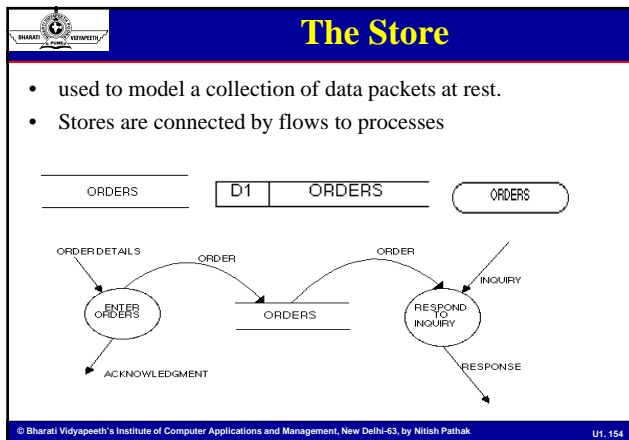 BHARATI VIDYAPEETH
PUNE
The Store
• used to model a collection of data packets at rest.
• Stores are connected by flows to processes
ORDERS D1 ORDERS ORDERS
ORDER DETAILS
ORDER
ORDER
INQUIRY
ENTER
ORDERS
ORDERS
RESPOND
TO
INQUIRY
ACKNOWLEDGMENT
RESPONSE
© Bharati Vidyapeeth's Institute of Computer Applications and Management, New Delhi-63, by Nitish Pathak U1. 154